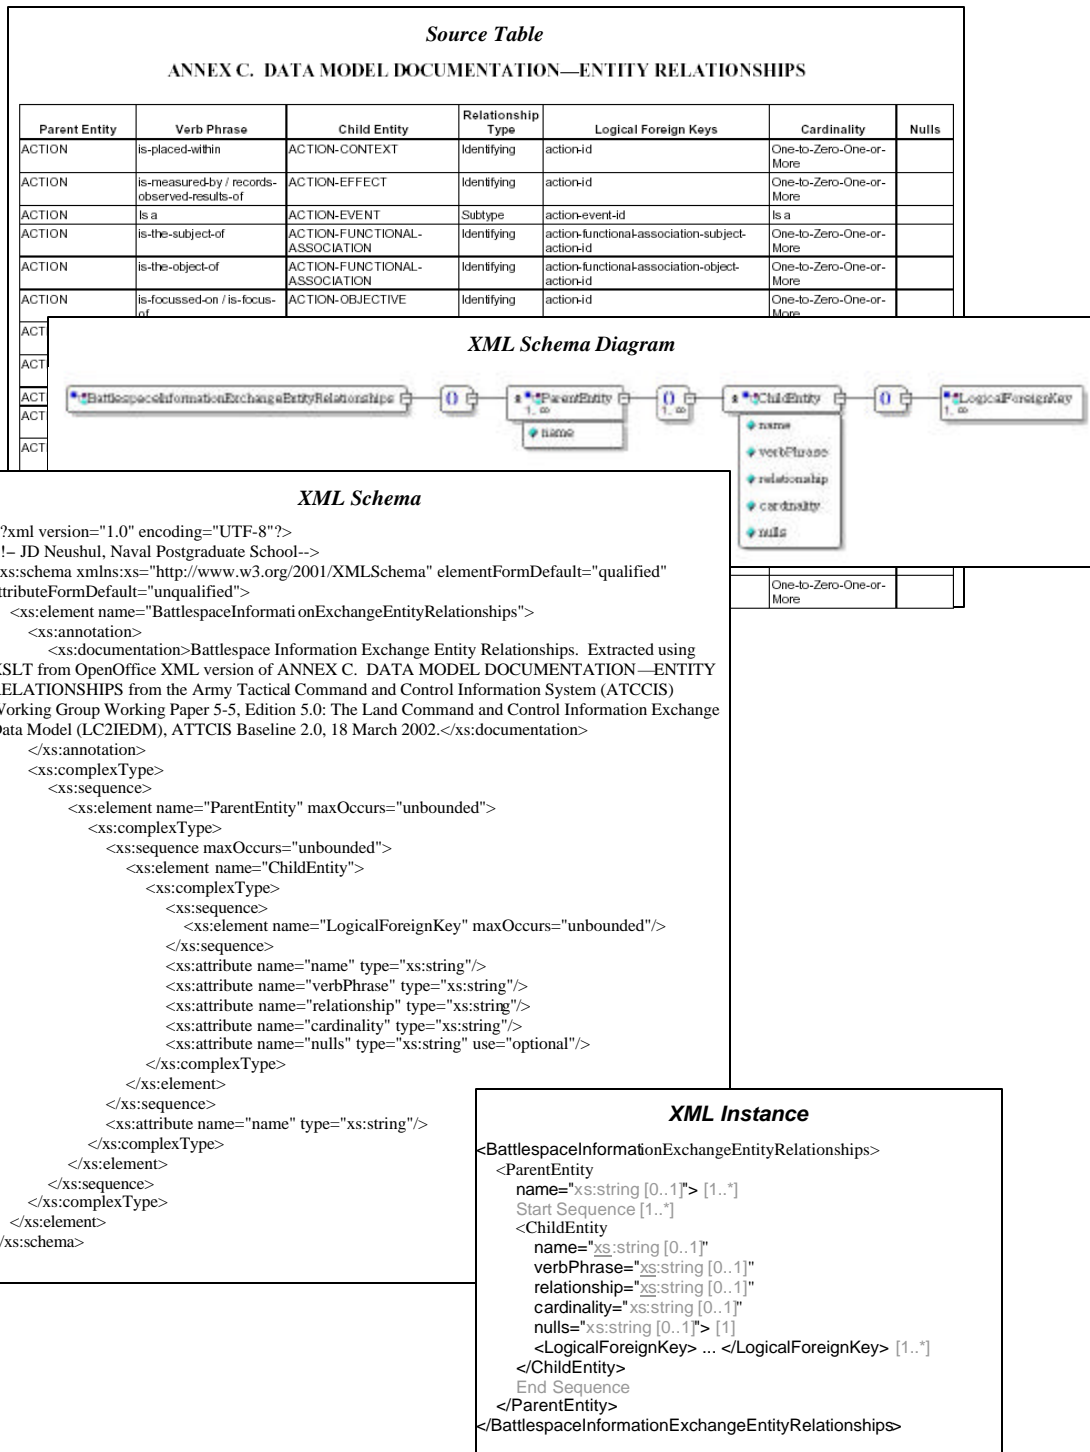 Source Table
ANNEX C.  DATA MODEL DOCUMENTATION—ENTITY RELATIONSHIPS
Parent Entity Verb Phrase Child Entity Relationship Type Logical Foreign Keys Cardinality Nulls
ACTION is-placed-within ACTION-CONTEXT Identifying action-id One-to-Zero-One-or-
More
ACTION is-measured-by / records- ACTION-EFFECT Identifying action-id One-to-Zero-One-or-
observed-results-of More
ACTION Is a ACTION-EVENT Subtype action-event-id Is a
ACTION is-the-subject-of ACTION-FUNCTIONAL- Identifying action-functional-association-subject- One-to-Zero-One-or-
ASSOCIATION action-id More
ACTION is-the-object-of ACTION-FUNCTIONAL- Identifying action-functional-association-object- One-to-Zero-One-or-
ASSOCIATION action-id More
ACTION is-focussed-on / is-focus- ACTION-OBJECTIVE Identifying action-id One-to-Zero-One-or-
of More
ACT
ACT
ACT
ACT
ACT
One-to-Zero-One-or-
More
XML Schema Diagram
BattlespaceInformationExchangeEntityRelationships
ParentEntity
1..∞
name
1..∞
ChildEntity
name
verbPhrase
relationship
cardinality
nulls
LogicalForeignKey
1..∞
XML Schema
?xml version="1.0" encoding="UTF-8"?>
!– JD Neushul, Naval Postgraduate School-->
xs:schema xmlns:xs="http://www.w3.org/2001/XMLSchema" elementFormDefault="qualified"
ttributeFormDefault="unqualified">
<xs:element name="BattlespaceInformationExchangeEntityRelationships">
<xs:annotation>
<xs:documentation>Battlespace Information Exchange Entity Relationships.  Extracted using
XSLT from OpenOffice XML version of ANNEX C.  DATA MODEL DOCUMENTATION—ENTITY
RELATIONSHIPS from the Army Tactical Command and Control Information System (ATCCIS)
Working Group Working Paper 5-5, Edition 5.0: The Land Command and Control Information Exchange
Data Model (LC2IEDM), ATTCIS Baseline 2.0, 18 March 2002.</xs:documentation>
</xs:annotation>
<xs:complexType>
<xs:sequence>
<xs:element name="ParentEntity" maxOccurs="unbounded">
<xs:complexType>
<xs:sequence maxOccurs="unbounded">
<xs:element name="ChildEntity">
<xs:complexType>
<xs:sequence>
<xs:element name="LogicalForeignKey" maxOccurs="unbounded"/>
</xs:sequence>
<xs:attribute name="name" type="xs:string"/>
<xs:attribute name="verbPhrase" type="xs:string"/>
<xs:attribute name="relationship" type="xs:string"/>
<xs:attribute name="cardinality" type="xs:string"/>
<xs:attribute name="nulls" type="xs:string" use="optional"/>
</xs:complexType>
</xs:element>
</xs:sequence>
<xs:attribute name="name" type="xs:string"/>
</xs:complexType>
</xs:element>
</xs:sequence>
</xs:complexType>
</xs:element>
/xs:schema>
XML Instance
<BattlespaceInformationExchangeEntityRelationships>
<ParentEntity
name="xs:string [0..1]"> [1..*]
Start Sequence [1..*]
<ChildEntity
name="xs:string [0..1]"
verbPhrase="xs:string [0..1]"
relationship="xs:string [0..1]"
cardinality="xs:string [0..1]"
nulls="xs:string [0..1]"> [1]
<LogicalForeignKey> ... </LogicalForeignKey> [1..*]
</ChildEntity>
End Sequence
</ParentEntity>
</BattlespaceInformationExchangeEntityRelationships>